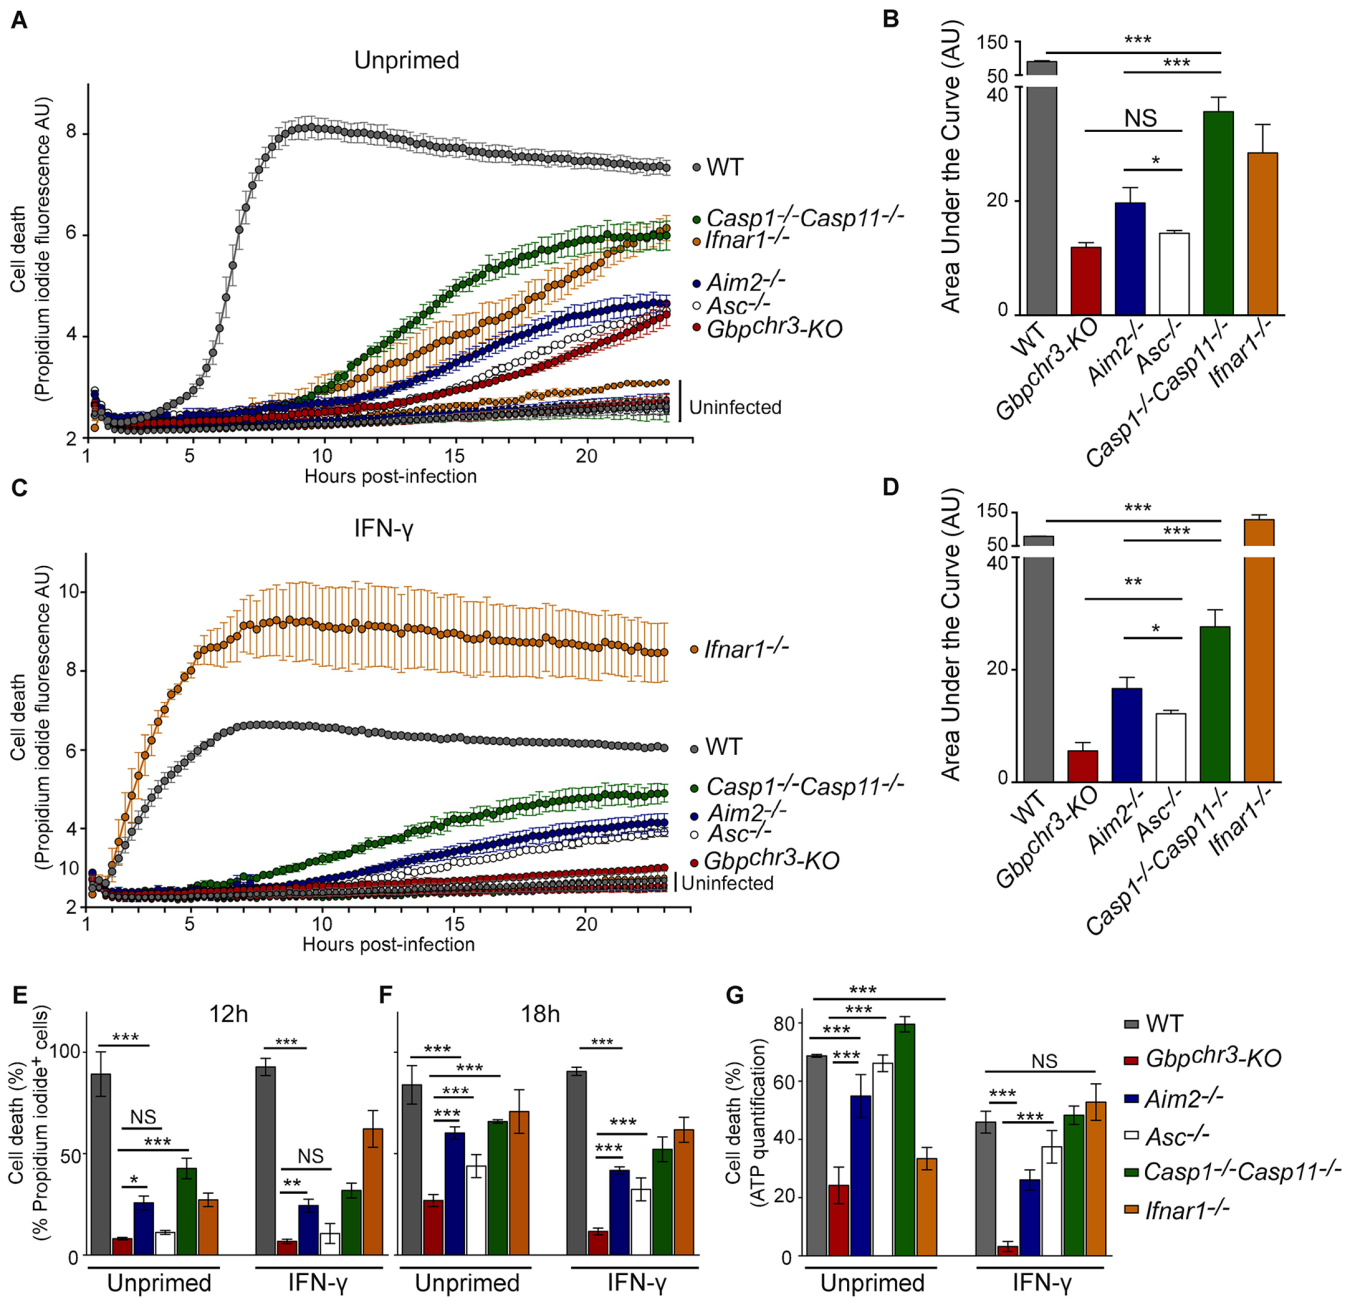 A
Unprimed
Cell death
(Propidium iodide fluorescence AU)
8
6
4
2
1 5 10 15 20
Hours post-infection
WT
Casp1-/-Casp11-/-
Ifnar1-/-
Aim2-/-
Asc-/-
Gbpchr3-KO
Uninfected
B
Area Under the Curve (AU)
150
50
40
20
0
***
***
NS
*
WT
Gbpchr3-KO
Aim2-/-
Asc-/-
Casp1-/-Casp11-/-
Ifnar1-/-
C
IFN-γ
Cell death
(Propidium iodide fluorescence AU)
10
8
6
4
10
2
1 5 10 15 20
Hours post-infection
Ifnar1-/-
WT
Casp1-/-Casp11-/-
Aim2-/-
Asc-/-
Gbpchr3-KO
Uninfected
D
Area Under the Curve (AU)
150
50
40
20
0
***
***
**
*
WT
Gbpchr3-KO
Aim2-/-
Asc-/-
Casp1-/-Casp11-/-
Ifnar1-/-
E
12h
Cell death (%)
(% Propidium iodide+ cells)
100
50
0
***
NS
***
*
***
NS
**
Unprimed IFN-γ
F
18h
***
***
***
***
***
***
***
Unprimed IFN-γ
G
Cell death (%)
(ATP quantification)
80
60
40
20
0
***
***
***
***
NS
***
***
Unprimed IFN-γ
WT
Gbpchr3-KO
Aim2-/-
Asc-/-
Casp1-/-Casp11-/-
Ifnar1-/-